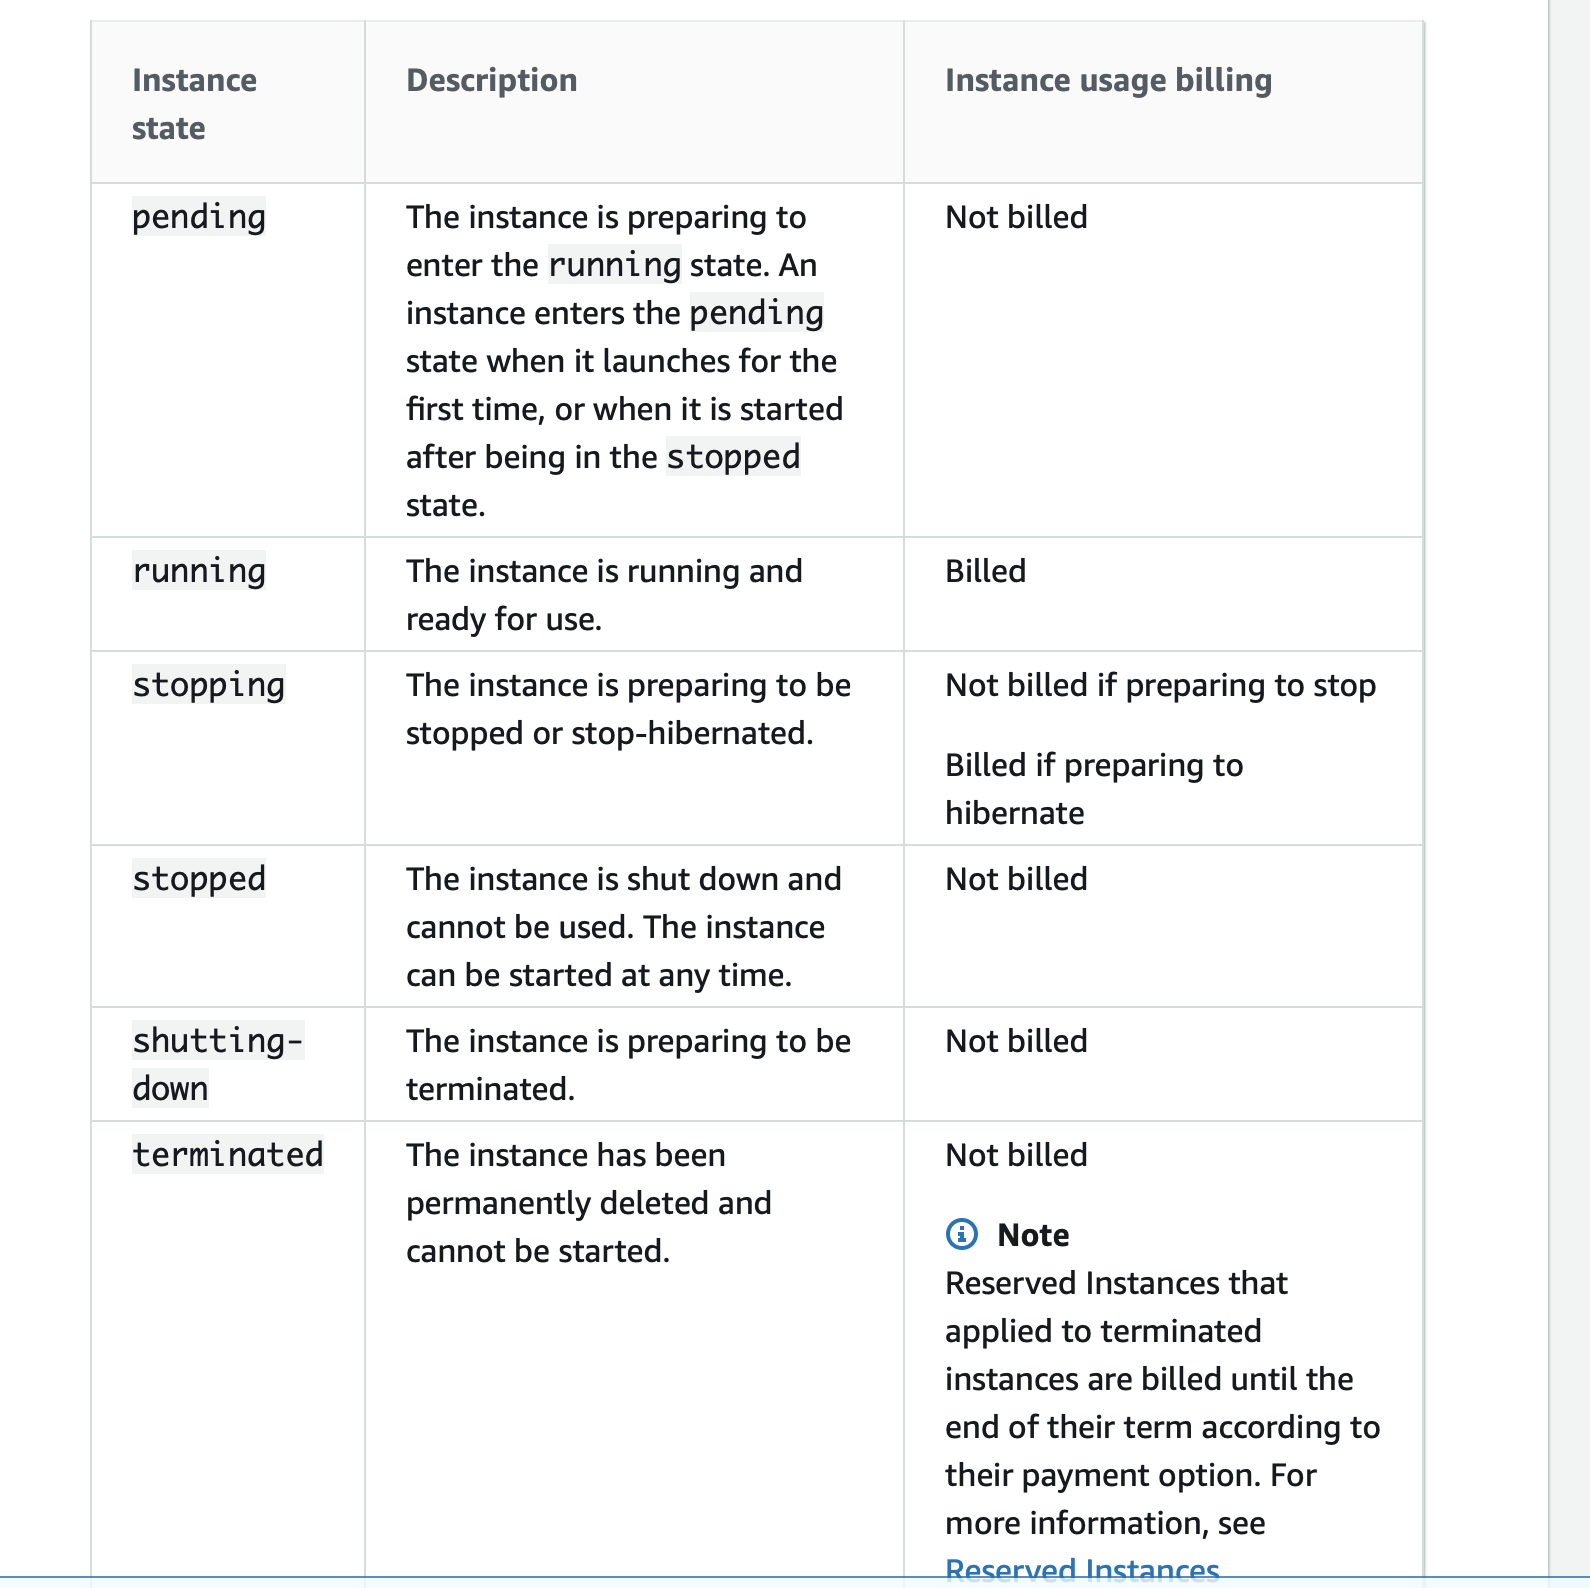 Instance
state
Description
Instance usage billing
pending
The instance is preparing to
enter the running state. An
instance enters the pending
state when it launches for the
first time, or when it is started
after being in the stopped
state.
Not billed
running
The instance is running and
ready for use.
Billed
stopping
The instance is preparing to be
stopped or stop-hibernated.
Not billed if preparing to stop
Billed if preparing to
hibernate
stopped
The instance is shut down and
cannot be used. The instance
can be started at any time.
Not billed
shutting-
down
The instance is preparing to be
terminated.
Not billed
terminated
The instance has been
permanently deleted and
cannot be started.
Not billed
Note
Reserved Instances that
applied to terminated
instances are billed until the
end of their term according to
their payment option. For
more information, see
Reserved Instances